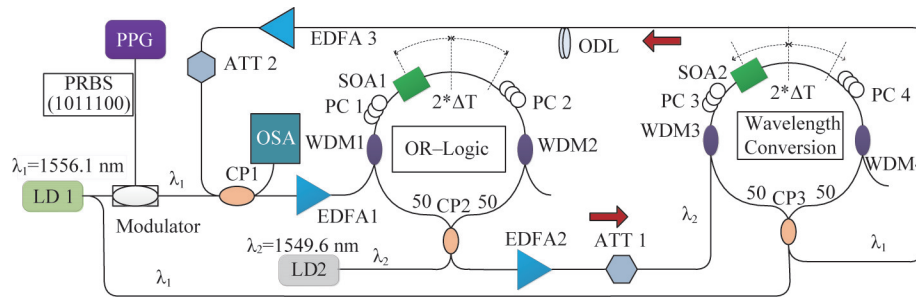 PPG
PRBS
(1011100)
λ₁=1556.1 nm
LD 1
λ₁
Modulator
ATT 2
EDFA 3
OSA
CP1
EDFA1
SOA1
PC 1
WDM1
2*ΔT
PC 2
WDM2
OR–Logic
50
CP2
50
λ₂=1549.6 nm
LD2
λ₂
λ₁
EDFA2
ATT 1
ODL
SOA2
PC 3
WDM3
2*ΔT
PC 4
Wavelength
Conversion
WDM4
λ₂
50
CP3
50
λ₁